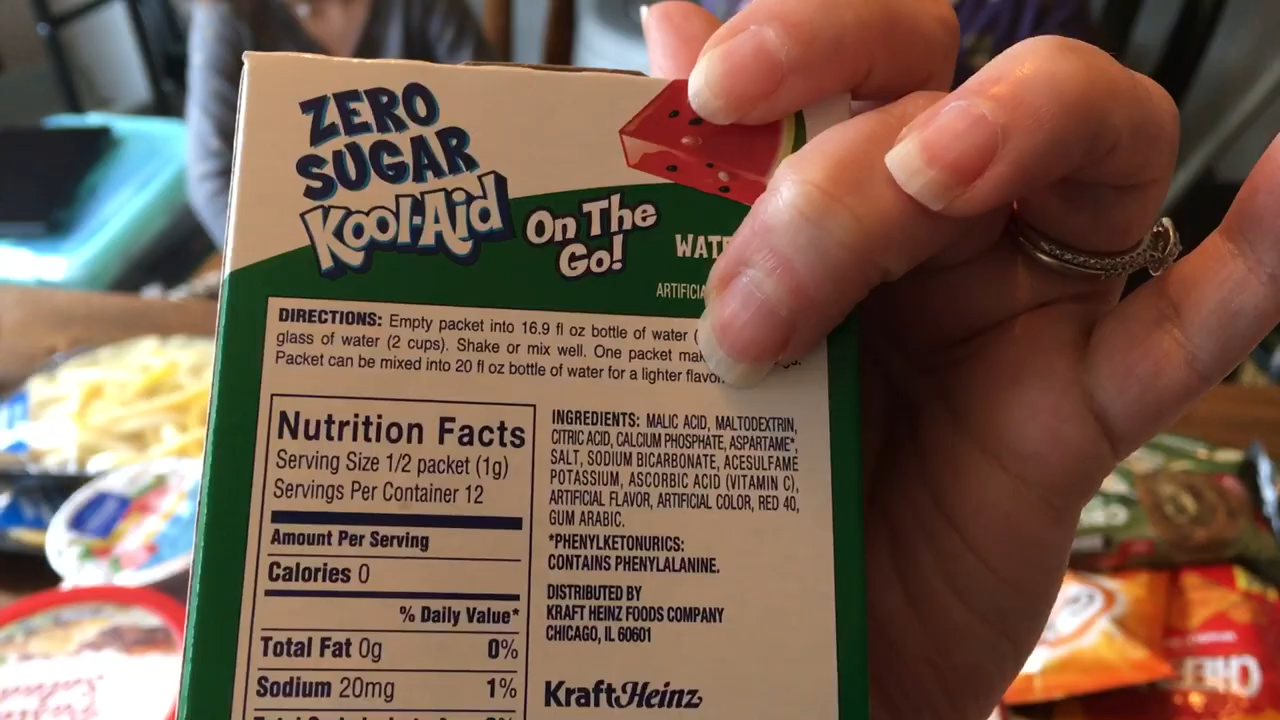 ZERO
SUGAR
Kool-Aid
On The
Go!
DIRECTIONS: Empty packet into 16.9 fl oz bottle of water (
glass of water (2 cups). Shake or mix well. One packet
Packet can be mixed into 20 fl oz bottle of water for a lighter flavor.
Nutrition Facts
Serving Size 1/2 packet (1g)
Servings Per Container 12
Amount Per Serving
Calories 0
% Daily Value*
Total Fat 0g 0%
Sodium 20mg 1%
INGREDIENTS: MALIC ACID, MALTODEXTRIN,
CITRIC ACID, CALCIUM PHOSPHATE, ASPARTAME*,
SALT, SODIUM BICARBONATE, ACESULFAME
POTASSIUM, ASCORBIC ACID (VITAMIN C),
ARTIFICIAL FLAVOR, ARTIFICIAL COLOR, RED 40,
GUM ARABIC.
*PHENYLKETONURICS:
CONTAINS PHENYLALANINE.
DISTRIBUTED BY
KRAFT HEINZ FOODS COMPANY
CHICAGO, IL 60601
KraftHeinz